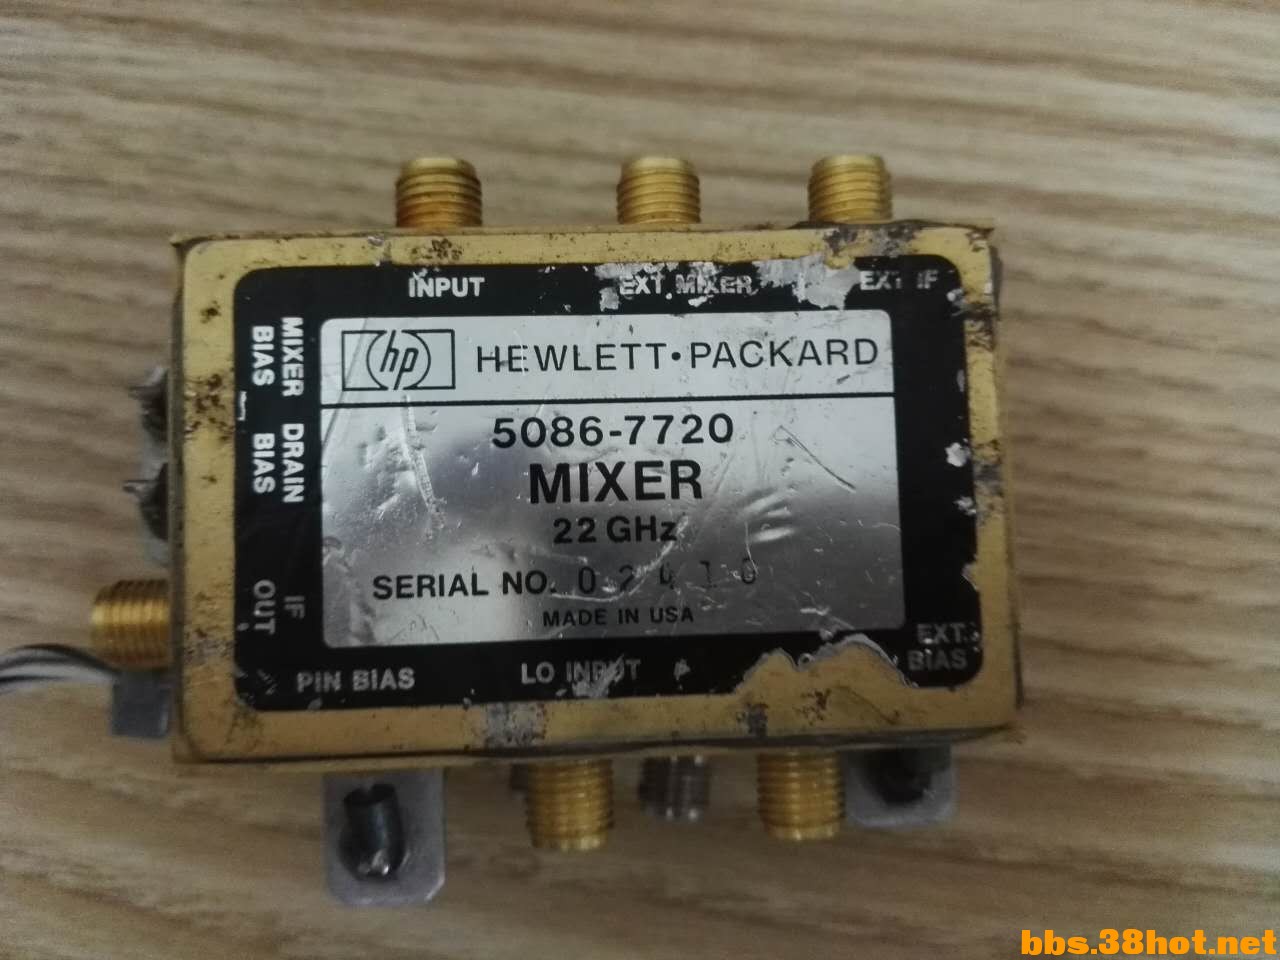 INPUT
EXT MIXER
EXT IF
MIXER
BIAS
DRAIN
BIAS
IF
OUT
hp
HEWLETT•PACKARD
5086-7720
MIXER
22 GHz
SERIAL NO. 02410
MADE IN USA
EXT.
BIAS
PIN BIAS
LO INPUT
bbs.38hot.net